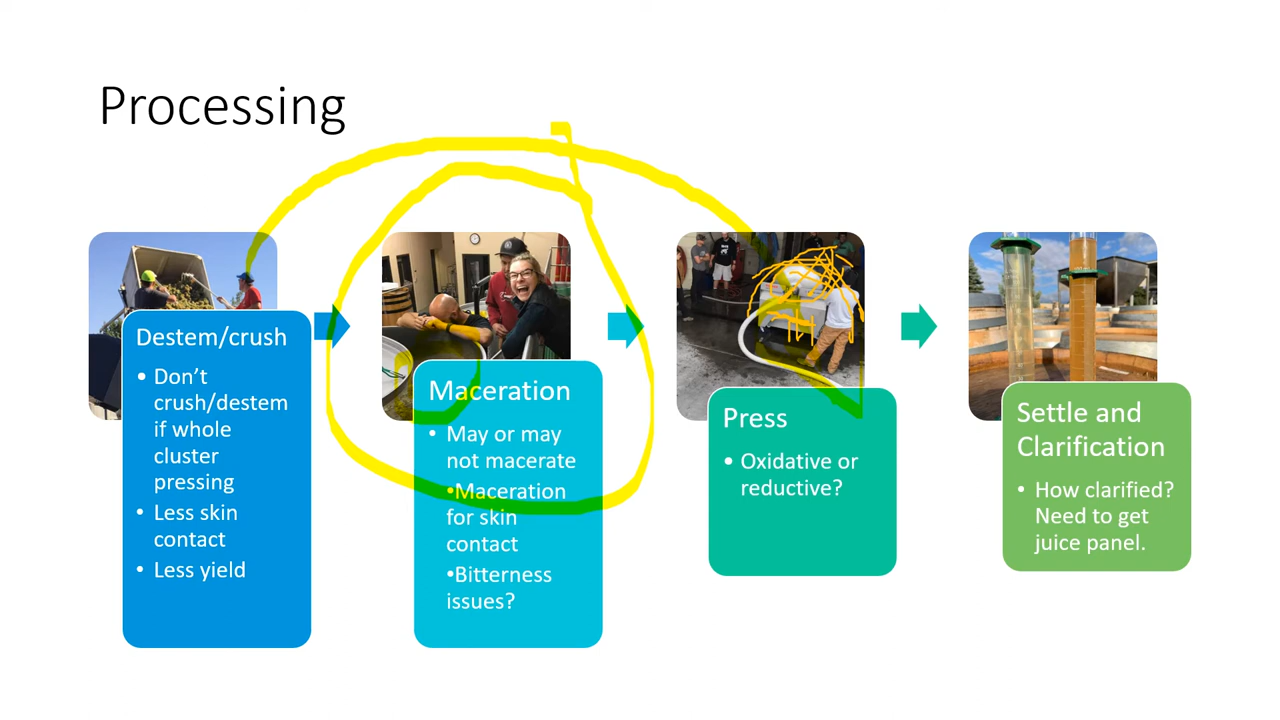 Processing
Destem/crush
• Don't
crush/destem
if whole
cluster
pressing
• Less skin
contact
• Less yield
Maceration
• May or may
not macerate
•Maceration
for skin
contact
•Bitterness
issues?
Press
• Oxidative or
reductive?
Settle and
Clarification
• How clarified?
Need to get
juice panel.